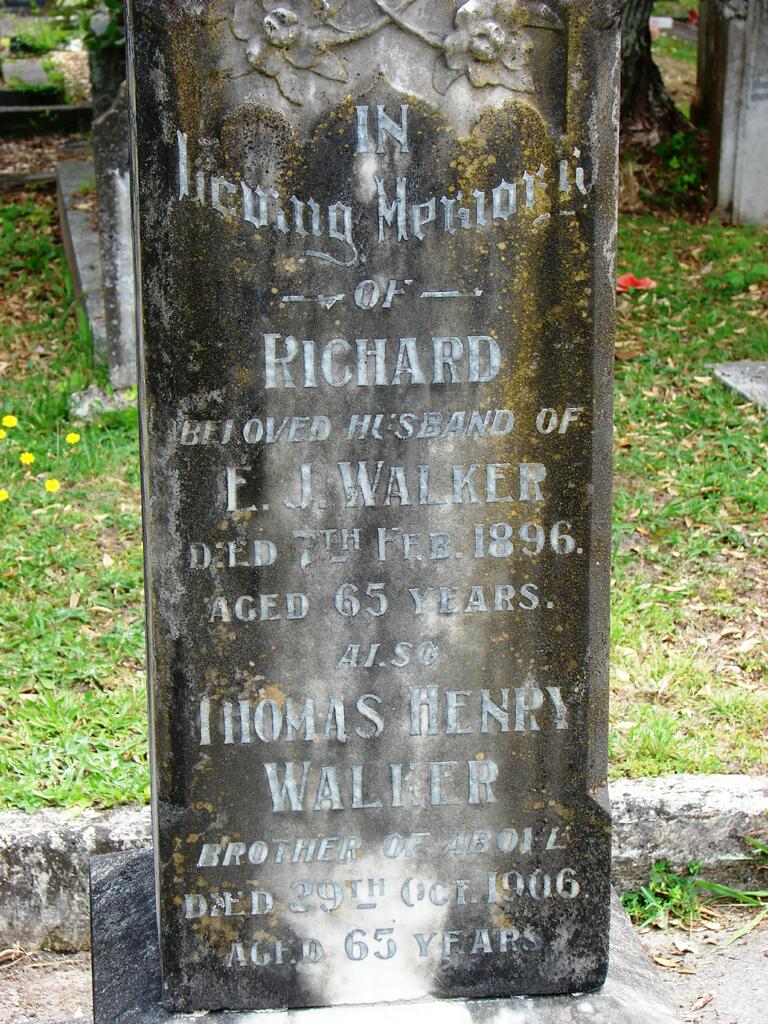 IN
Loving Memory
OF
RICHARD
BELOVED HUSBAND OF
E. J. WALKER
DIED 7TH FEB. 1896.
AGED 65 YEARS.
ALSO
THOMAS HENRY
WALKER
BROTHER OF ABOVE
DIED 29TH OCT. 1906
AGED 65 YEARS.